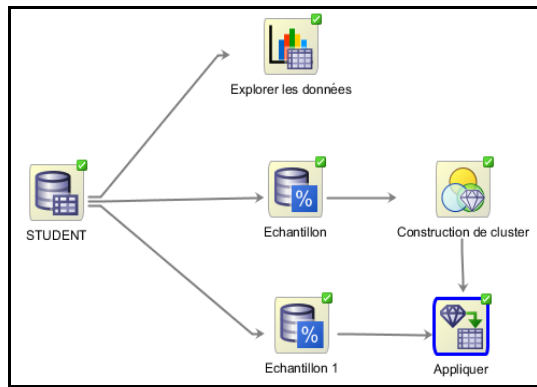 Explorer les données
STUDENT
Echantillon
Construction de cluster
Echantillon 1
Appliquer